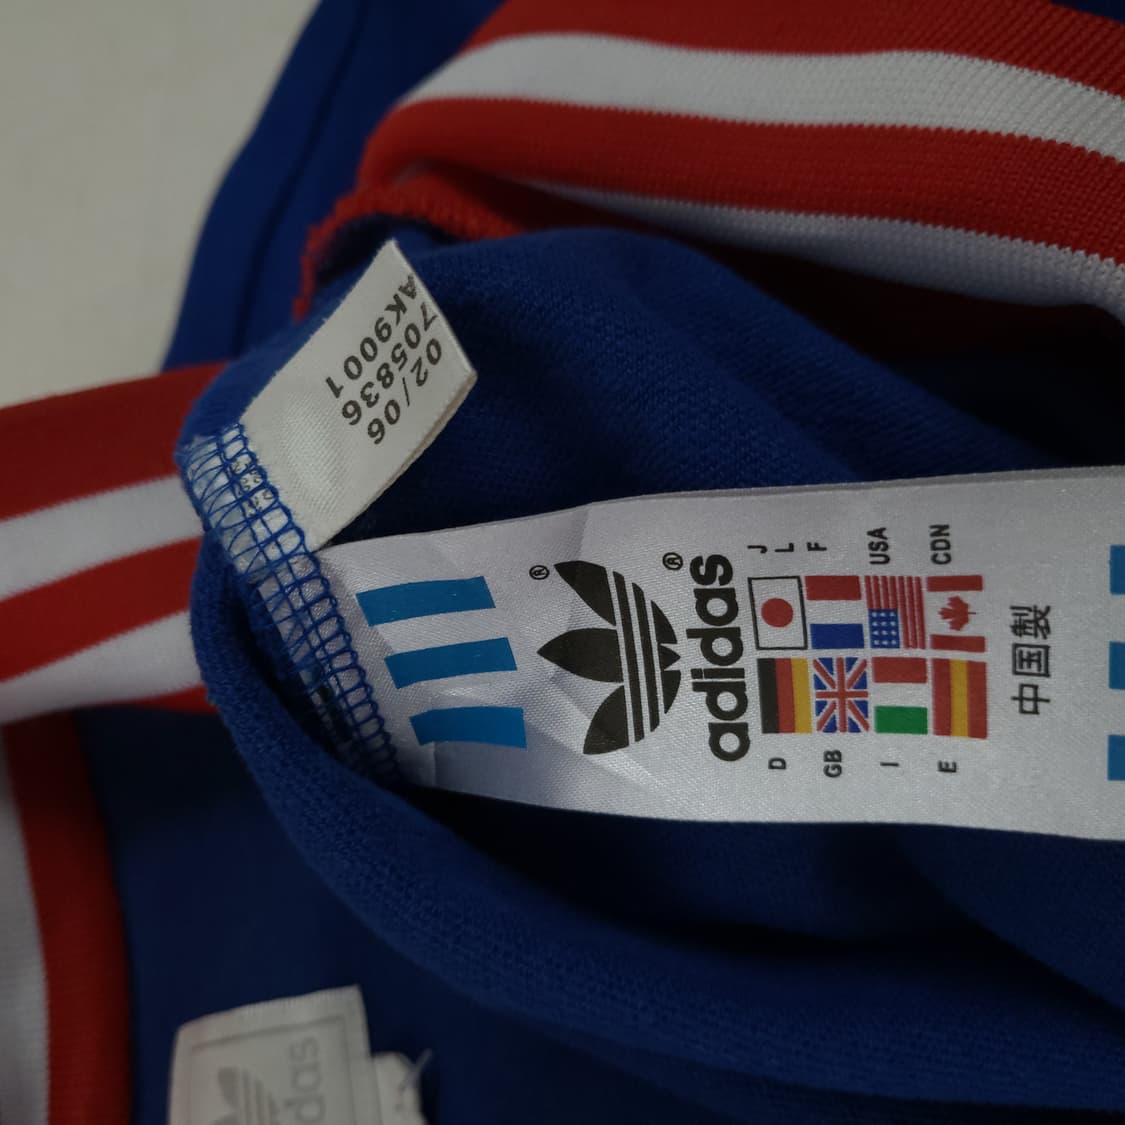 02/06
705836
AK9001
®
adidas®
J
L
F
USA
CDN
D
GB
I
E
中国製
adidas